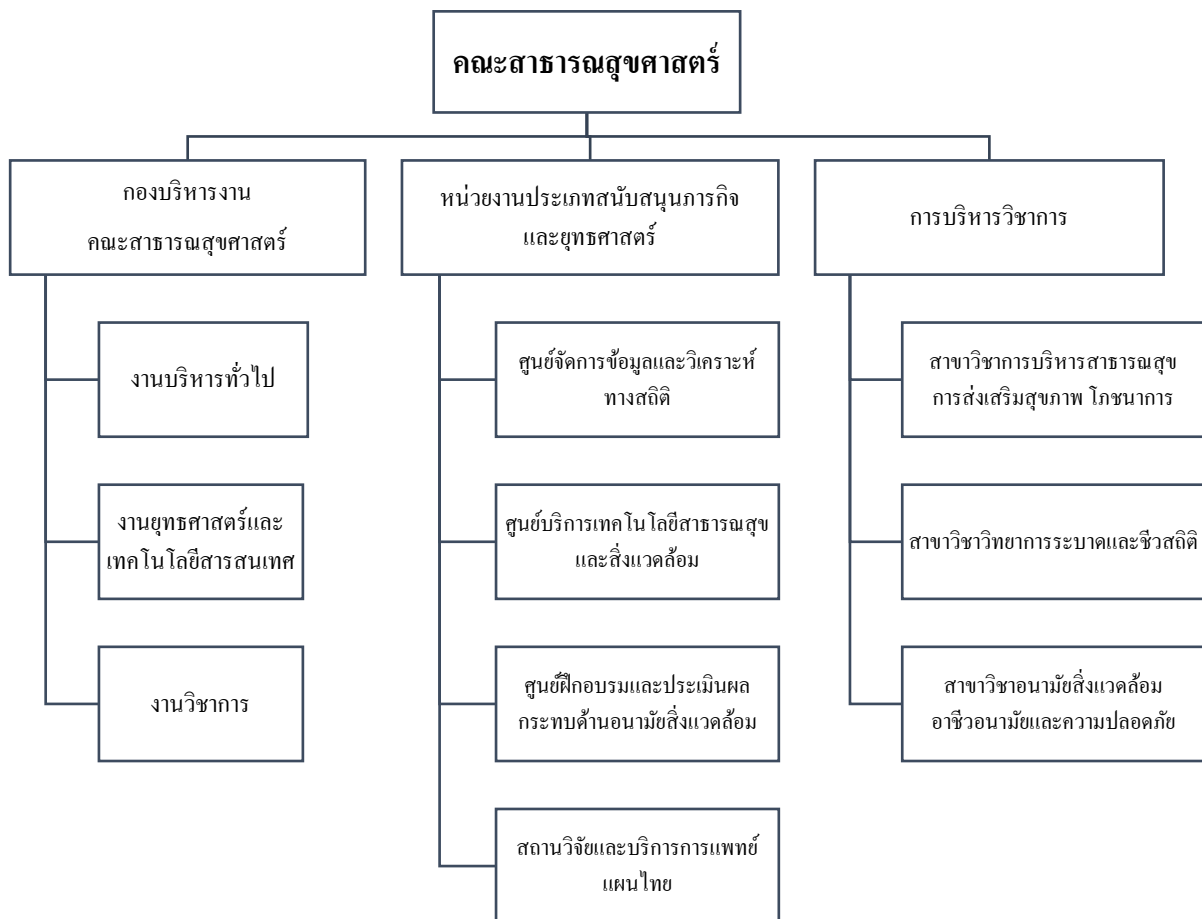 คณะสาธารณสุขศาสตร์
กองบริหารงาน
คณะสาธารณสุขศาสตร์
งานบริหารทั่วไป
งานยุทธศาสตร์และ
เทคโนโลยีสารสนเทศ
งานวิชาการ
หน่วยงานประเภทสนับสนุนภารกิจ
และยุทธศาสตร์
ศูนย์จัดการข้อมูลและวิเคราะห์
ทางสถิติ
ศูนย์บริการเทคโนโลยีสาธารณสุข
และสิ่งแวดล้อม
ศูนย์ฝึกอบรมและประเมินผล
กระทบด้านอนามัยสิ่งแวดล้อม
สถานวิจัยและบริการการแพทย์
แผนไทย
การบริหารวิชาการ
สาขาวิชาการบริหารสาธารณสุข
การส่งเสริมสุขภาพ โภชนาการ
สาขาวิชาวิทยาการระบาดและชีวสถิติ
สาขาวิชาอนามัยสิ่งแวดล้อม
อาชีวอนามัยและความปลอดภัย